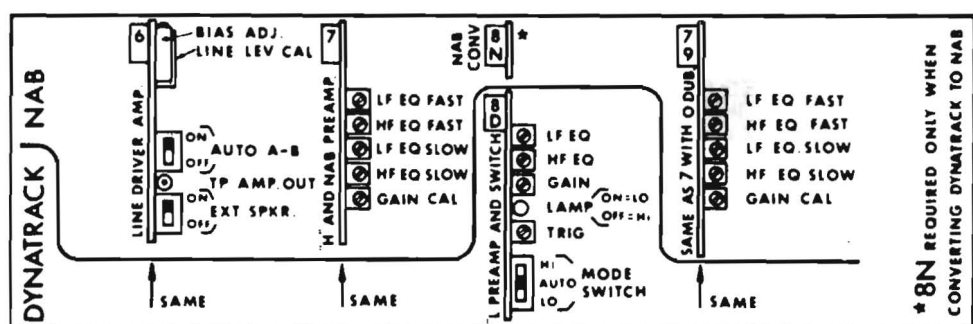 DYNATRACK NAB
6
BIAS ADJ.
LINE LEV CAL
LINE DRIVER AMP.
ON
OFF
AUTO A-B
TP AMP. OUT
ON
OFF
EXT SPKR.
SAME
7
H AND NAB PREAMP.
LF EQ FAST
HF EQ FAST
LF EQ SLOW
HF EQ SLOW
GAIN CAL
SAME
NAB CONV
8N
*
8D
L PREAMP AND SWITCH
LF EQ
HF EQ
GAIN
LAMP
ON=LO
OFF=HI
TRIG
HI
AUTO
LO
MODE SWITCH
79
SAME AS 7 WITH O DUB.
LF EQ FAST
HF EQ FAST
LF EQ. SLOW
HF EQ SLOW
GAIN CAL
SAME
*8N REQUIRED ONLY WHEN
CONVERTING DYNATRACK TO NAB